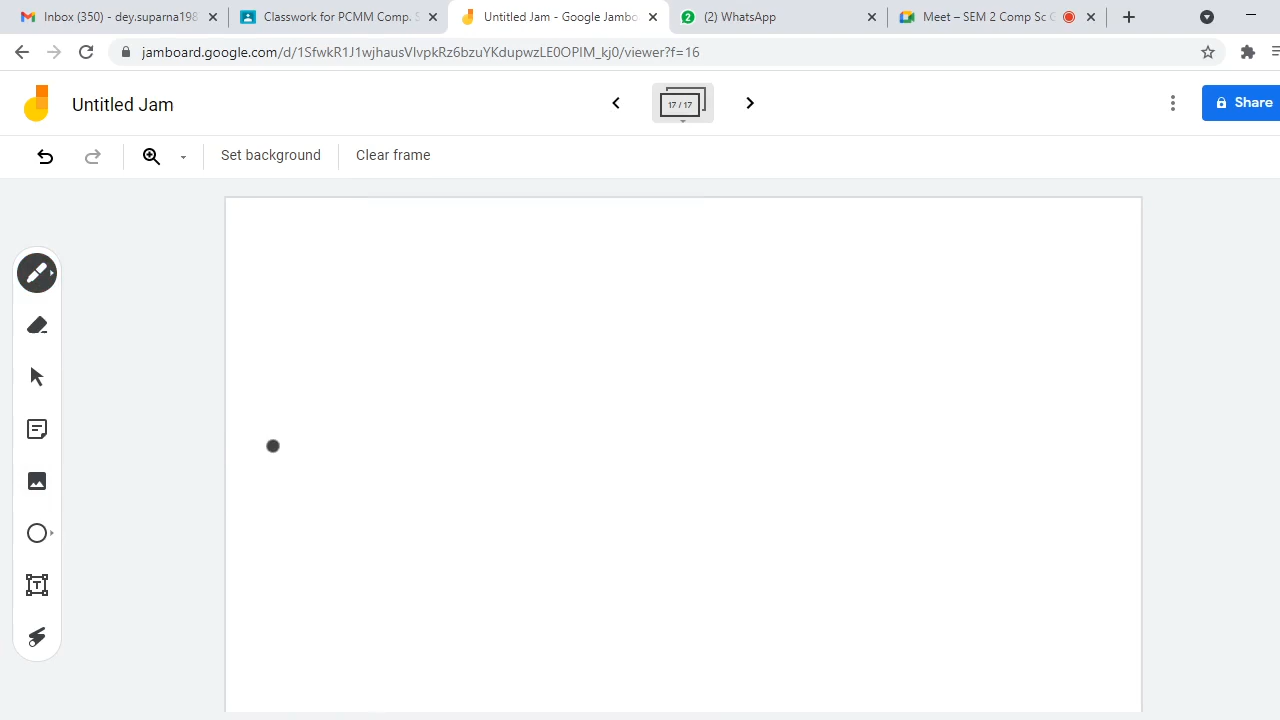 Inbox (350) - dey.suparna198
Classwork for PCMM Comp. S
Untitled Jam - Google Jambo
(2) WhatsApp
Meet – SEM 2 Comp Sc G
jamboard.google.com/d/1SfwkR1J1wjhausVIvpkRz6bzuYKdupwzLE0OPIM_kj0/viewer?f=16
Untitled Jam
17 / 17
Share
Set background
Clear frame